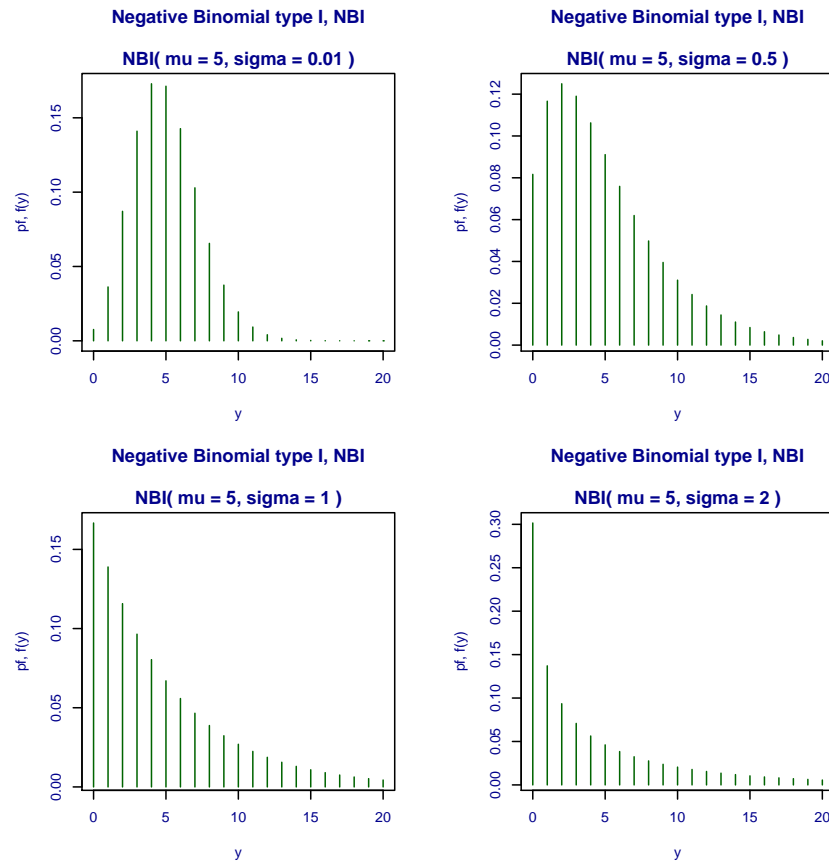 Negative Binomial type I, NBI
NBI( mu = 5, sigma = 0.01 )
pf, f(y)
0.00 0.05 0.10 0.15
0 5 10 15 20
y
Negative Binomial type I, NBI
NBI( mu = 5, sigma = 0.5 )
pf, f(y)
0.00 0.02 0.04 0.06 0.08 0.10 0.12
0 5 10 15 20
y
Negative Binomial type I, NBI
NBI( mu = 5, sigma = 1 )
pf, f(y)
0.00 0.05 0.10 0.15
0 5 10 15 20
y
Negative Binomial type I, NBI
NBI( mu = 5, sigma = 2 )
pf, f(y)
0.00 0.05 0.10 0.15 0.20 0.25 0.30
0 5 10 15 20
y